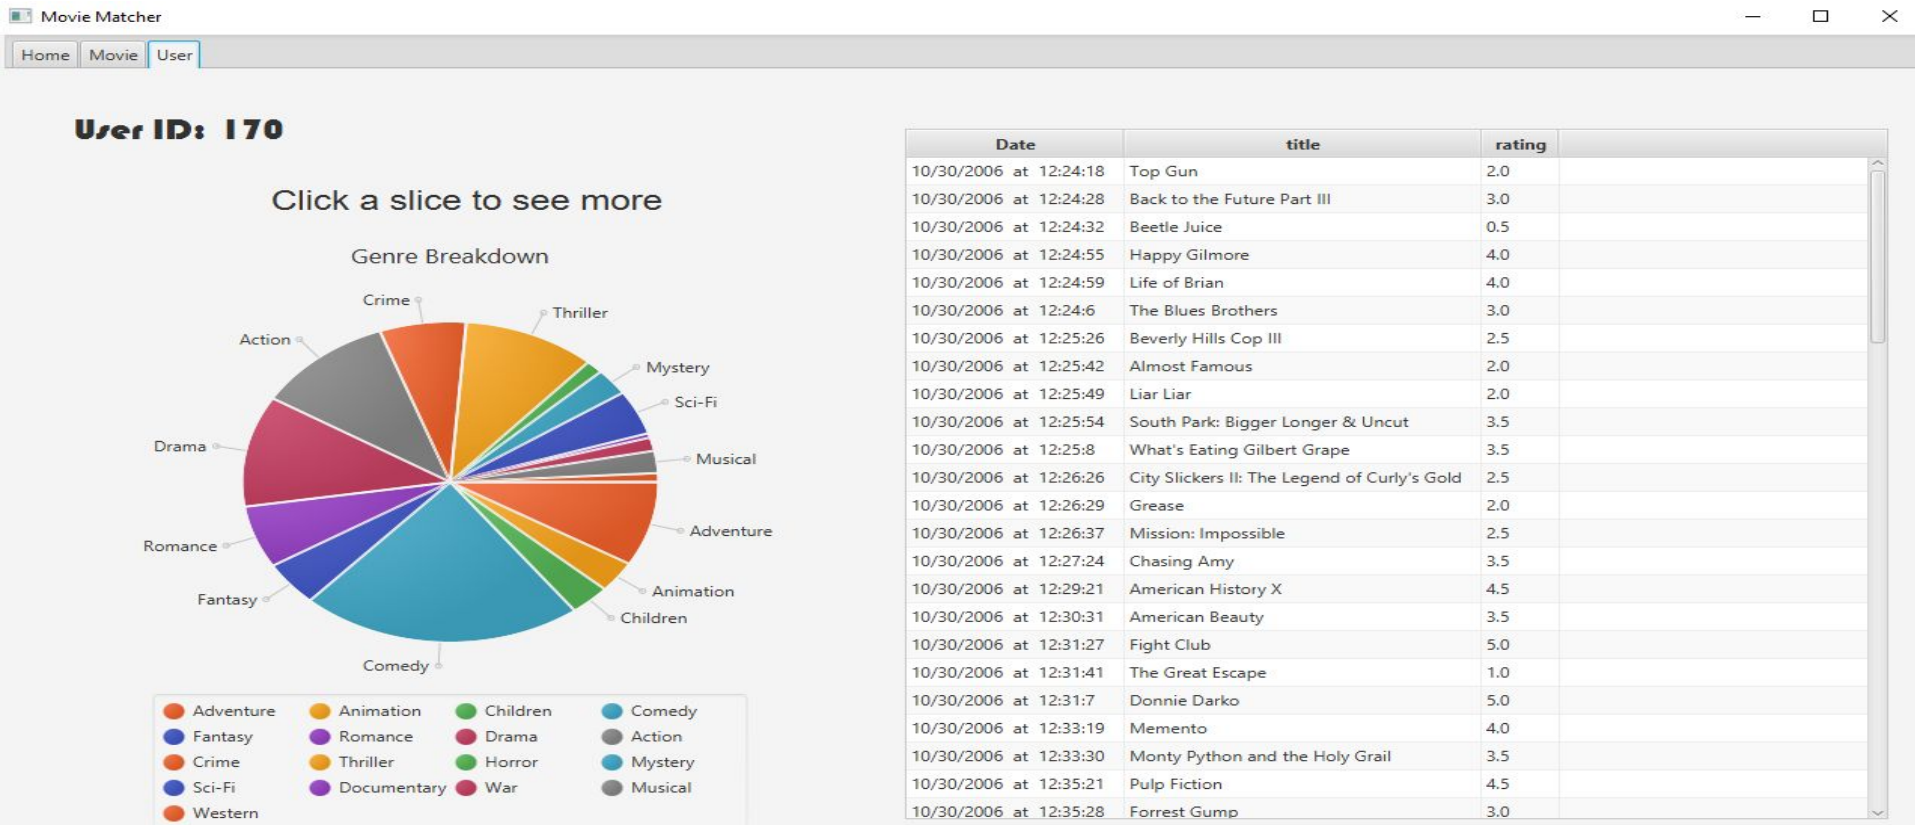 Movie Matcher
Home Movie User
User ID: 170
Click a slice to see more
Genre Breakdown
Crime
Thriller
Action
Mystery
Sci-Fi
Drama
Musical
Adventure
Romance
Animation
Fantasy
Children
Comedy
Adventure Animation Children Comedy
Fantasy Romance Drama Action
Crime Thriller Horror Mystery
Sci-Fi Documentary War Musical
Western
Date title rating
10/30/2006 at 12:24:18 Top Gun 2.0
10/30/2006 at 12:24:28 Back to the Future Part III 3.0
10/30/2006 at 12:24:32 Beetle Juice 0.5
10/30/2006 at 12:24:55 Happy Gilmore 4.0
10/30/2006 at 12:24:59 Life of Brian 4.0
10/30/2006 at 12:24:6 The Blues Brothers 3.0
10/30/2006 at 12:25:26 Beverly Hills Cop III 2.5
10/30/2006 at 12:25:42 Almost Famous 2.0
10/30/2006 at 12:25:49 Liar Liar 2.0
10/30/2006 at 12:25:54 South Park: Bigger Longer & Uncut 3.5
10/30/2006 at 12:25:8 What's Eating Gilbert Grape 3.5
10/30/2006 at 12:26:26 City Slickers II: The Legend of Curly's Gold 2.5
10/30/2006 at 12:26:29 Grease 2.0
10/30/2006 at 12:26:37 Mission: Impossible 2.5
10/30/2006 at 12:27:24 Chasing Amy 3.5
10/30/2006 at 12:29:21 American History X 4.5
10/30/2006 at 12:30:31 American Beauty 3.5
10/30/2006 at 12:31:27 Fight Club 5.0
10/30/2006 at 12:31:41 The Great Escape 1.0
10/30/2006 at 12:31:7 Donnie Darko 5.0
10/30/2006 at 12:33:19 Memento 4.0
10/30/2006 at 12:33:30 Monty Python and the Holy Grail 3.5
10/30/2006 at 12:35:21 Pulp Fiction 4.5
10/30/2006 at 12:35:28 Forrest Gump 3.0